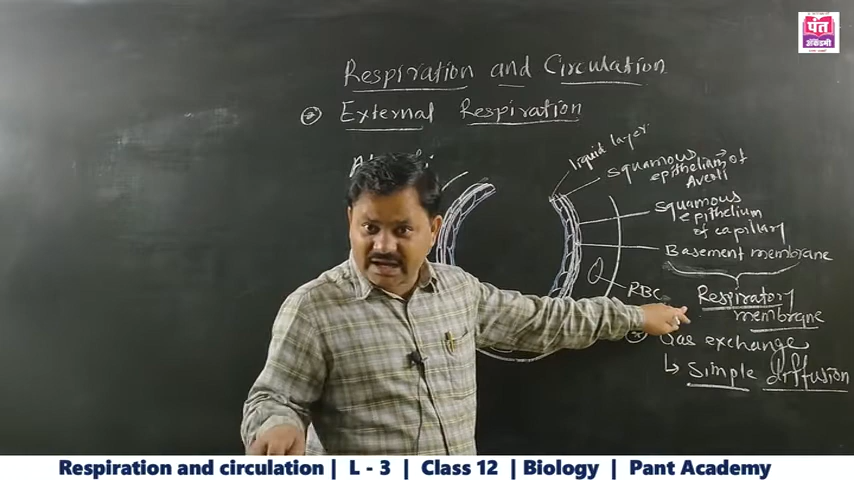 पंत
अ‍ॅकॅडमी
Respiration and Circulation
External Respiration
liquid layer
squamous
epithelium of
Aveoli
squamous
epithelium
of capillary
Basement membrane
RBC
Respiratory
membrane
Gas exchange
↳ Simple diffusion
Respiration and circulation | L - 3 | Class 12 | Biology | Pant Academy